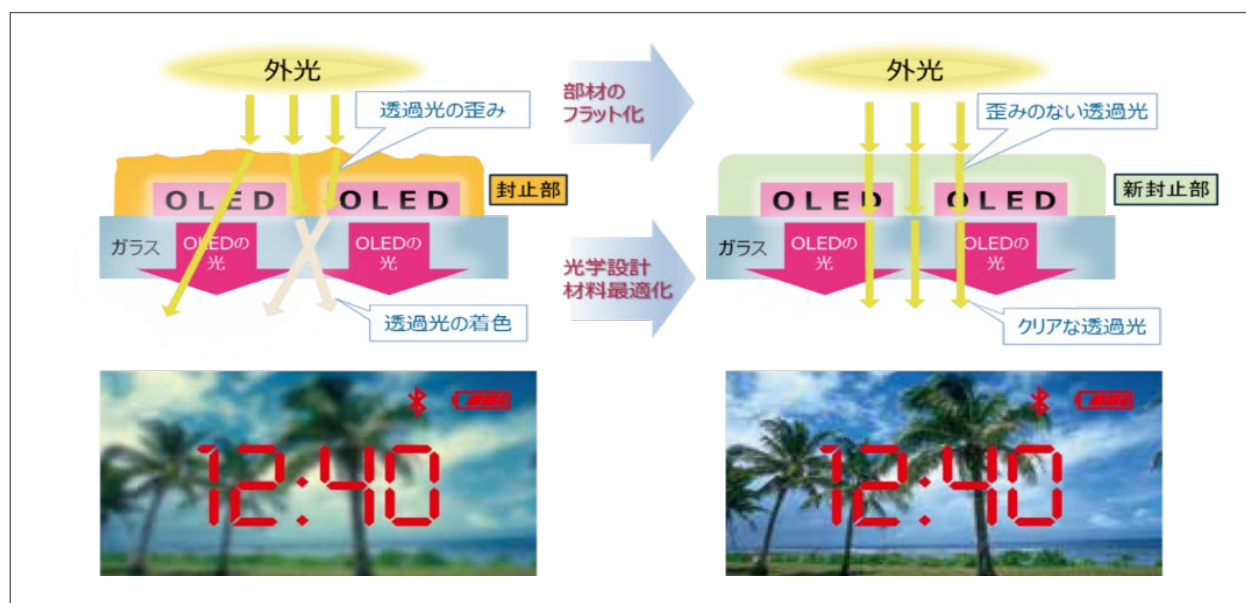 外光
透過光の歪み
OLED
OLED
封止部
ガラス
OLEDの
光
OLEDの
光
透過光の着色
12:40
部材の
フラット化
光学設計
材料最適化
外光
歪みのない透過光
OLED
OLED
新封止部
ガラス
OLEDの
光
OLEDの
光
クリアな透過光
12:40